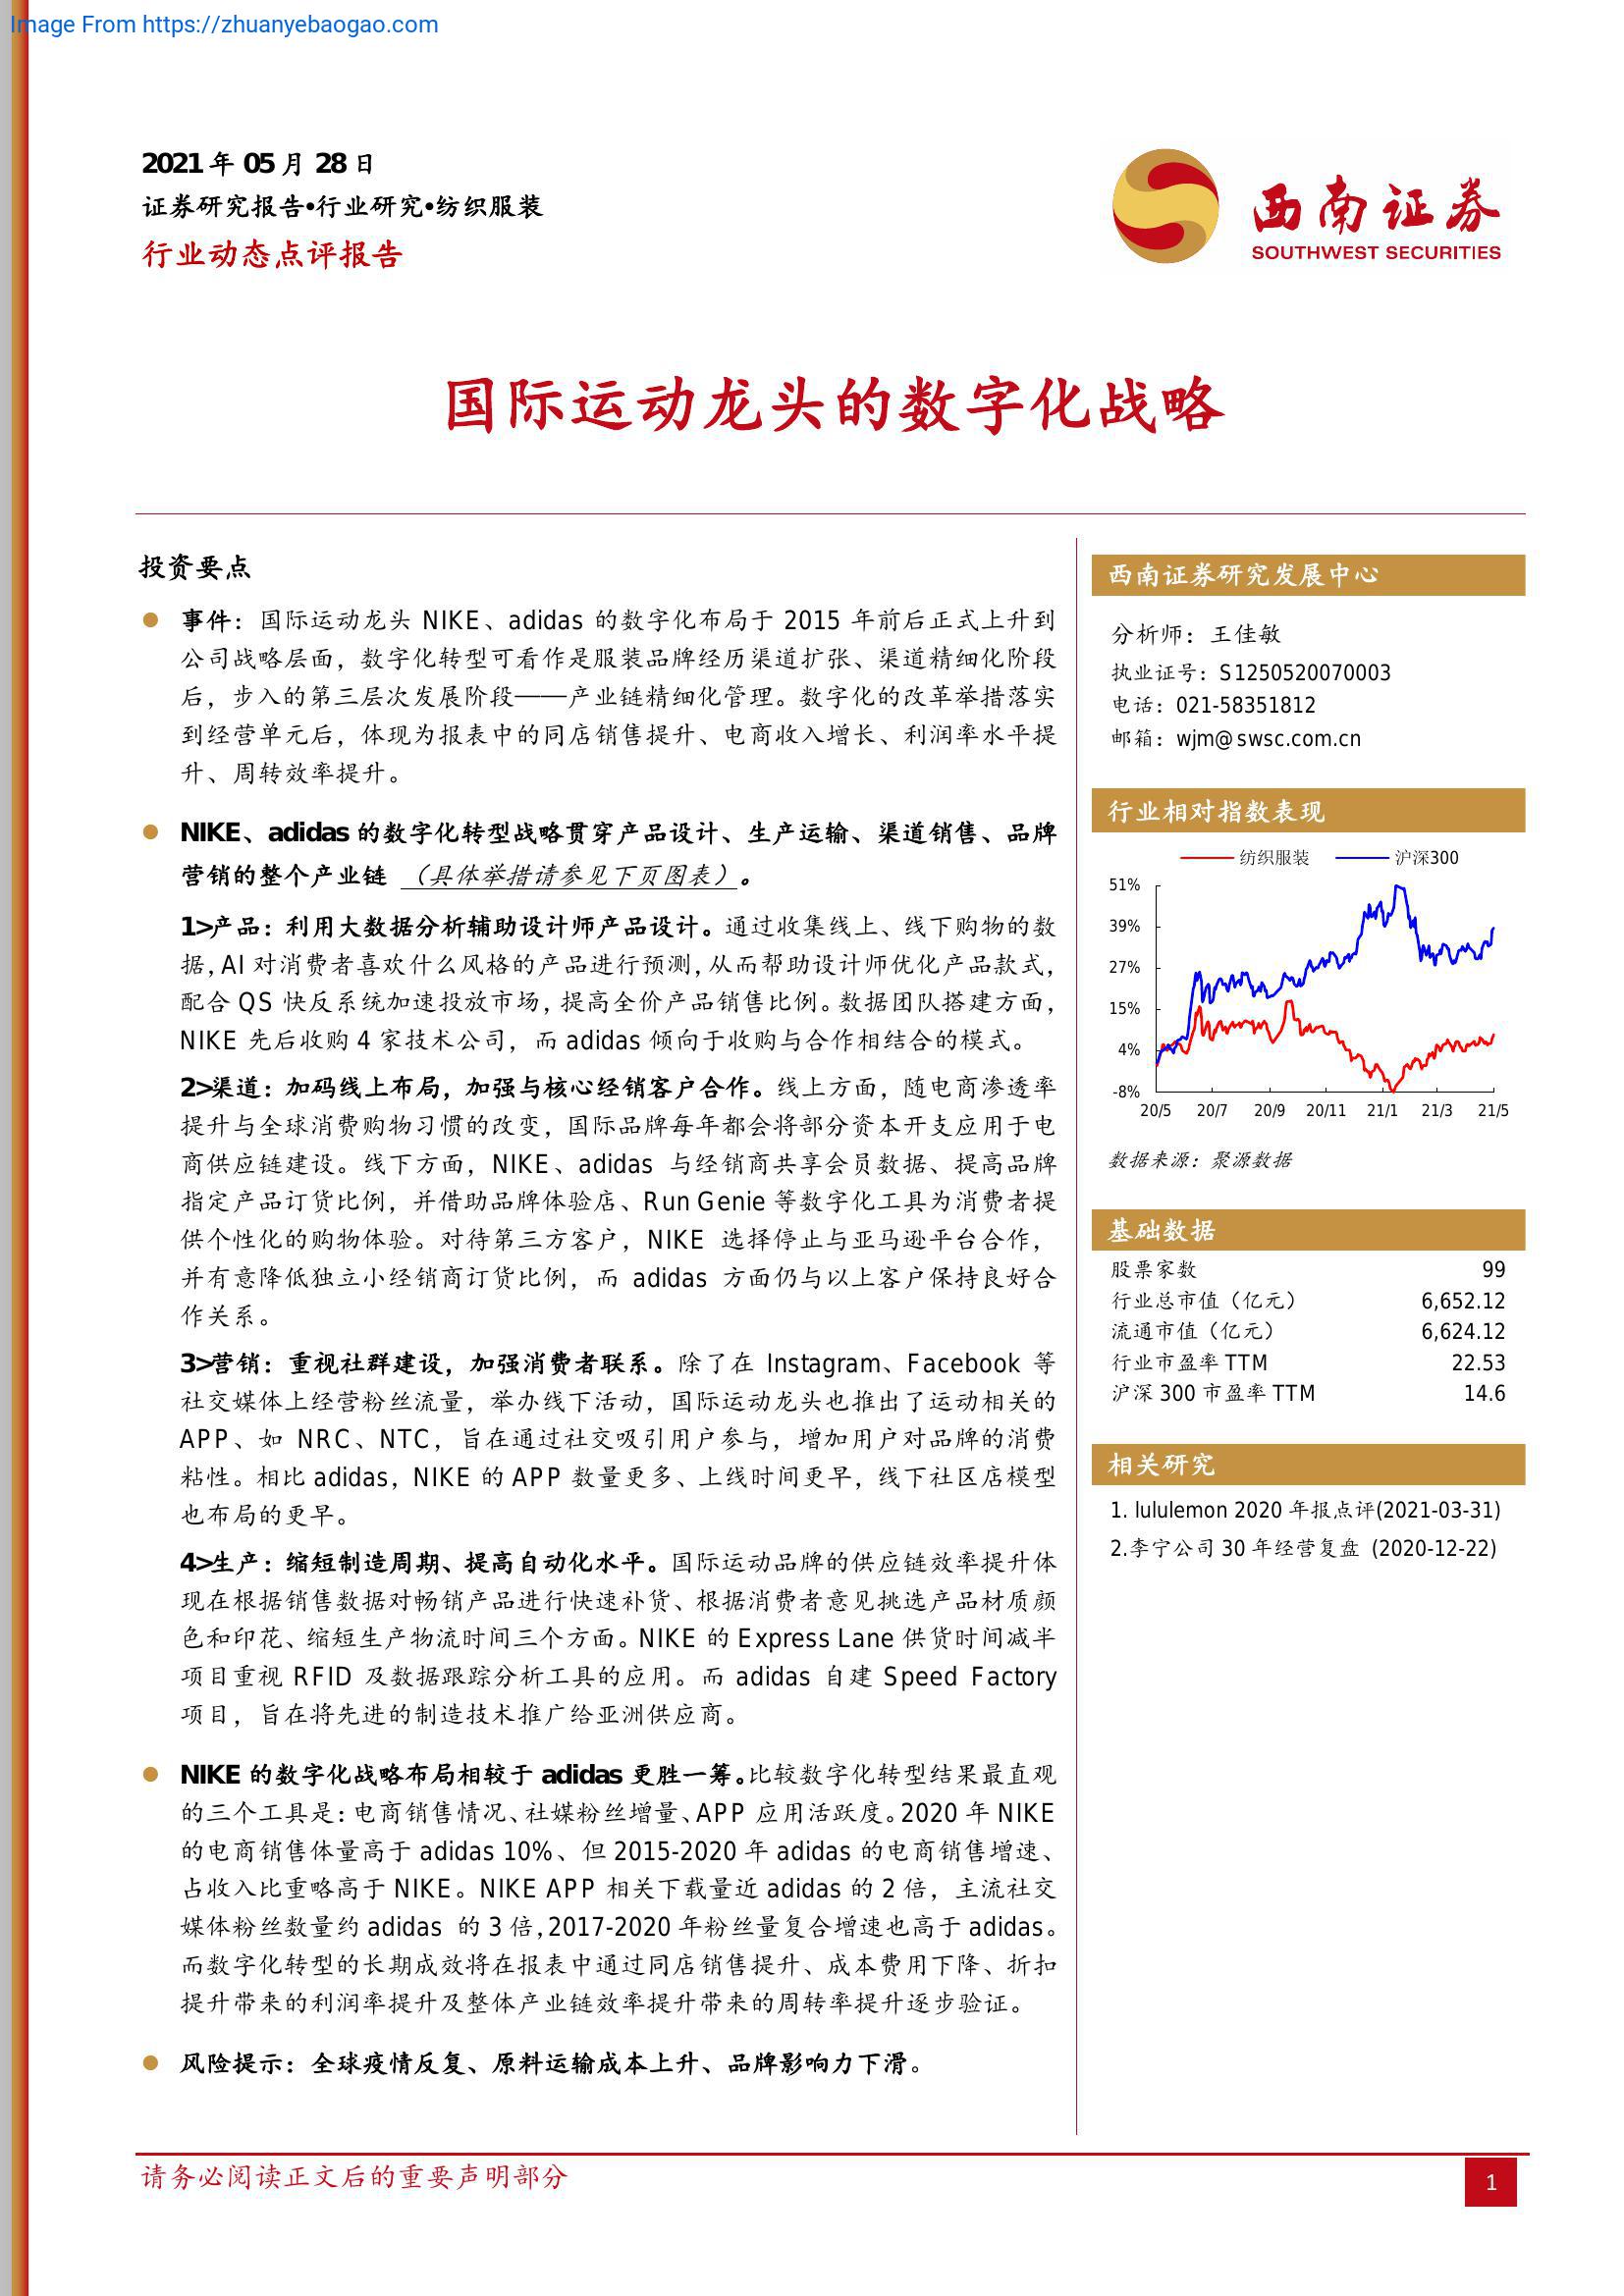 Image From https://zhuanyebaogao.com
2021 年 05 月 28 日
证券研究报告•行业研究•纺织服装
行业动态点评报告
西南证券
SOUTHWEST SECURITIES
国际运动龙头的数字化战略
投资要点
事件：国际运动龙头 NIKE、adidas 的数字化布局于 2015 年前后正式上升到
公司战略层面，数字化转型可看作是服装品牌经历渠道扩张、渠道精细化阶段
后，步入的第三层次发展阶段——产业链精细化管理。数字化的改革举措落实
到经营单元后，体现为报表中的同店销售提升、电商收入增长、利润率水平提
升、周转效率提升。
NIKE、adidas 的数字化转型战略贯穿产品设计、生产运输、渠道销售、品牌
营销的整个产业链 （具体举措请参见下页图表）。
1>产品：利用大数据分析辅助设计师产品设计。通过收集线上、线下购物的数
据，AI 对消费者喜欢什么风格的产品进行预测，从而帮助设计师优化产品款式，
配合 QS 快反系统加速投放市场，提高全价产品销售比例。数据团队搭建方面，
NIKE 先后收购 4 家技术公司，而 adidas 倾向于收购与合作相结合的模式。
2>渠道：加码线上布局，加强与核心经销客户合作。线上方面，随电商渗透率
提升与全球消费购物习惯的改变，国际品牌每年都会将部分资本开支应用于电
商供应链建设。线下方面，NIKE、adidas 与经销商共享会员数据、提高品牌
指定产品订货比例，并借助品牌体验店、Run Genie 等数字化工具为消费者提
供个性化的购物体验。对待第三方客户，NIKE 选择停止与亚马逊平台合作，
并有意降低独立小经销商订货比例，而 adidas 方面仍与以上客户保持良好合
作关系。
3>营销：重视社群建设，加强消费者联系。除了在 Instagram、Facebook 等
社交媒体上经营粉丝流量，举办线下活动，国际运动龙头也推出了运动相关的
APP、如 NRC、NTC，旨在通过社交吸引用户参与，增加用户对品牌的消费
粘性。相比 adidas，NIKE 的 APP 数量更多、上线时间更早，线下社区店模型
也布局的更早。
4>生产：缩短制造周期、提高自动化水平。国际运动品牌的供应链效率提升体
现在根据销售数据对畅销产品进行快速补货、根据消费者意见挑选产品材质颜
色和印花、缩短生产物流时间三个方面。NIKE 的 Express Lane 供货时间减半
项目重视 RFID 及数据跟踪分析工具的应用。而 adidas 自建 Speed Factory
项目，旨在将先进的制造技术推广给亚洲供应商。
NIKE 的数字化战略布局相较于 adidas 更胜一筹。比较数字化转型结果最直观
的三个工具是：电商销售情况、社媒粉丝增量、APP 应用活跃度。2020 年 NIKE
的电商销售体量高于 adidas 10%、但 2015-2020 年 adidas 的电商销售增速、
占收入比重略高于 NIKE。NIKE APP 相关下载量近 adidas 的 2 倍，主流社交
媒体粉丝数量约 adidas 的 3 倍，2017-2020 年粉丝量复合增速也高于 adidas。
而数字化转型的长期成效将在报表中通过同店销售提升、成本费用下降、折扣
提升带来的利润率提升及整体产业链效率提升带来的周转率提升逐步验证。
风险提示：全球疫情反复、原料运输成本上升、品牌影响力下滑。
西南证券研究发展中心
分析师：王佳敏
执业证号：S1250520070003
电话：021-58351812
邮箱：wjm@swsc.com.cn
行业相对指数表现
纺织服装 沪深300
51%
39%
27%
15%
4%
-8%
20/5 20/7 20/9 20/11 21/1 21/3 21/5
数据来源：聚源数据
基础数据
股票家数 99
行业总市值（亿元） 6,652.12
流通市值（亿元） 6,624.12
行业市盈率 TTM 22.53
沪深 300 市盈率 TTM 14.6
相关研究
1. lululemon 2020 年报点评(2021-03-31)
2.李宁公司 30 年经营复盘 (2020-12-22)
请务必阅读正文后的重要声明部分
1